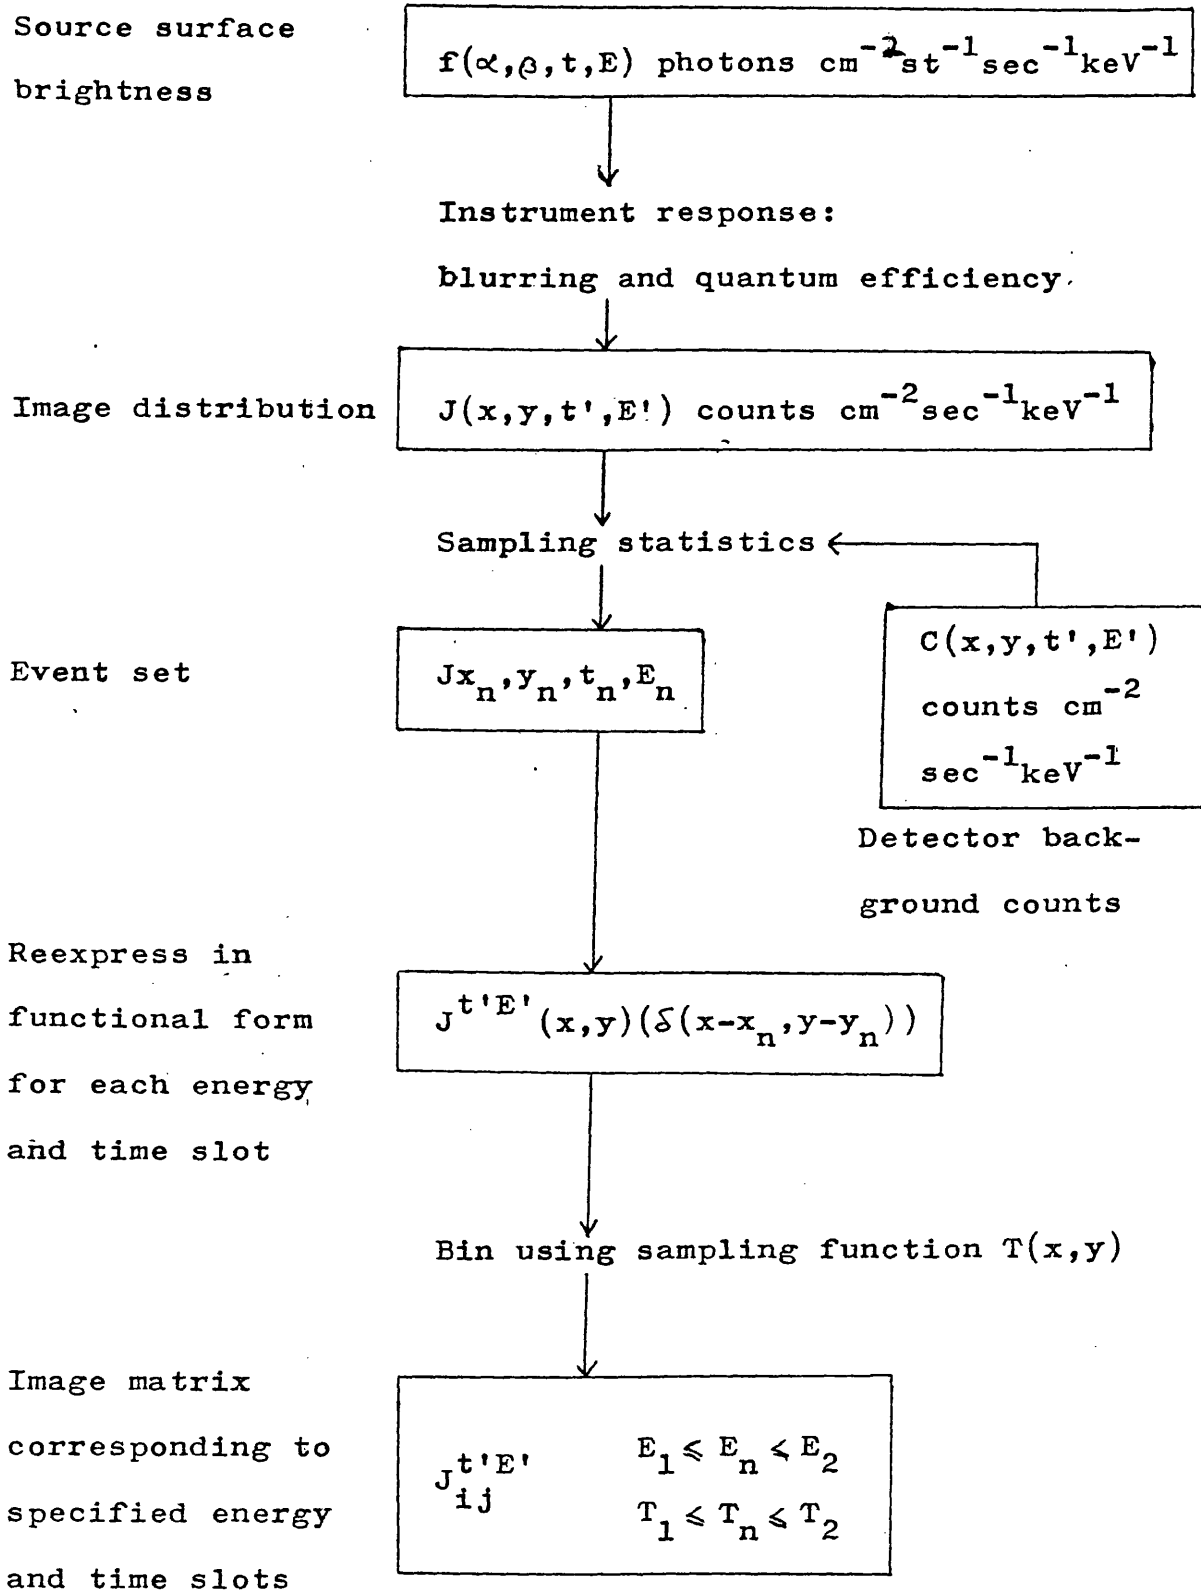 Source surface
brightness
f(α,β,t,E) photons cm⁻²st⁻¹sec⁻¹keV⁻¹
Instrument response:
blurring and quantum efficiency.
Image distribution
J(x,y,t',E') counts cm⁻²sec⁻¹keV⁻¹
Sampling statistics
Event set
Jxₙ,yₙ,tₙ,Eₙ
C(x,y,t',E')
counts cm⁻²
sec⁻¹keV⁻¹
Detector back-
ground counts
Reexpress in
functional form
for each energy
and time slot
J^{t'E'}(x,y)(δ(x-xₙ,y-yₙ))
Bin using sampling function T(x,y)
Image matrix
corresponding to
specified energy
and time slots
J_{ij}^{t'E'}
E₁ ⩽ Eₙ ⩽ E₂
T₁ ⩽ Tₙ ⩽ T₂